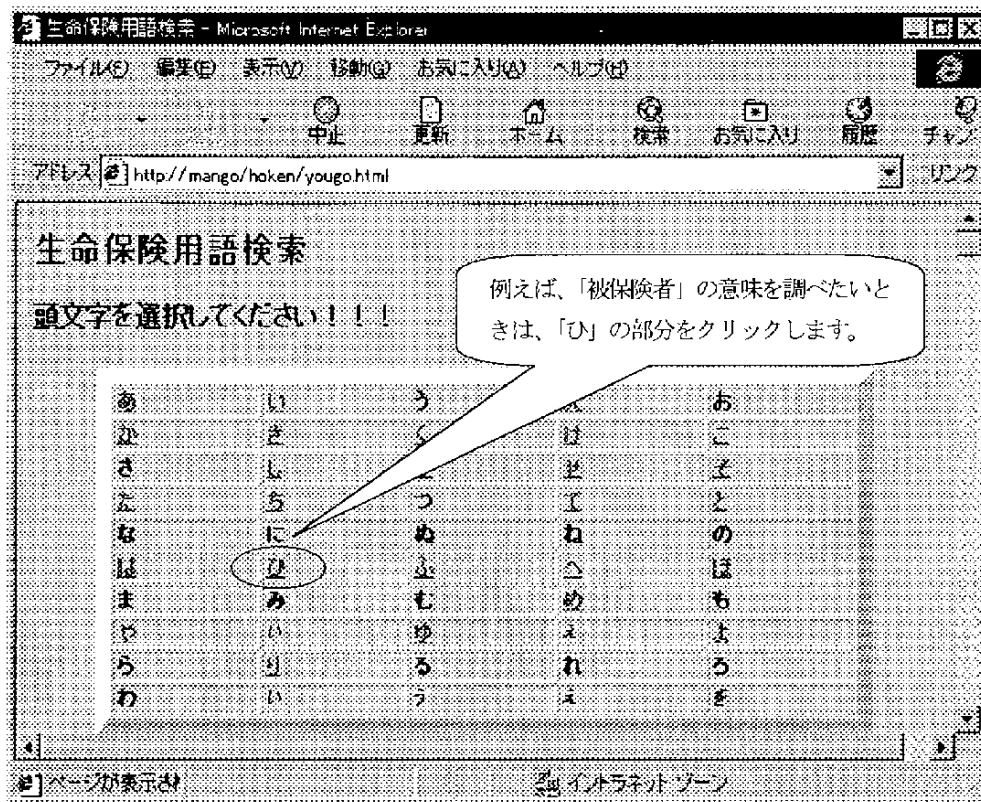 生命保険用語検索 - Microsoft Internet Explorer
ファイル(F) 編集(E) 表示(V) 移動(G) お気に入り(A) ヘルプ(H)
中止 更新 ホーム 検索 お気に入り 履歴 チャン
アドレス http://mango/hoken/yougo.html リンク
生命保険用語検索
頭文字を選択してください！！！
例えば、「被保険者」の意味を調べたいと
きは、「ひ」の部分をクリックします。
あ い う え お
か き く け こ
さ し せ そ
た ち つ て と
な に ぬ ね の
は ひ ふ へ ほ
ま み む め も
や い ゆ え よ
ら り る れ ろ
わ い う え を
ページが表示され イントラネット ゾーン